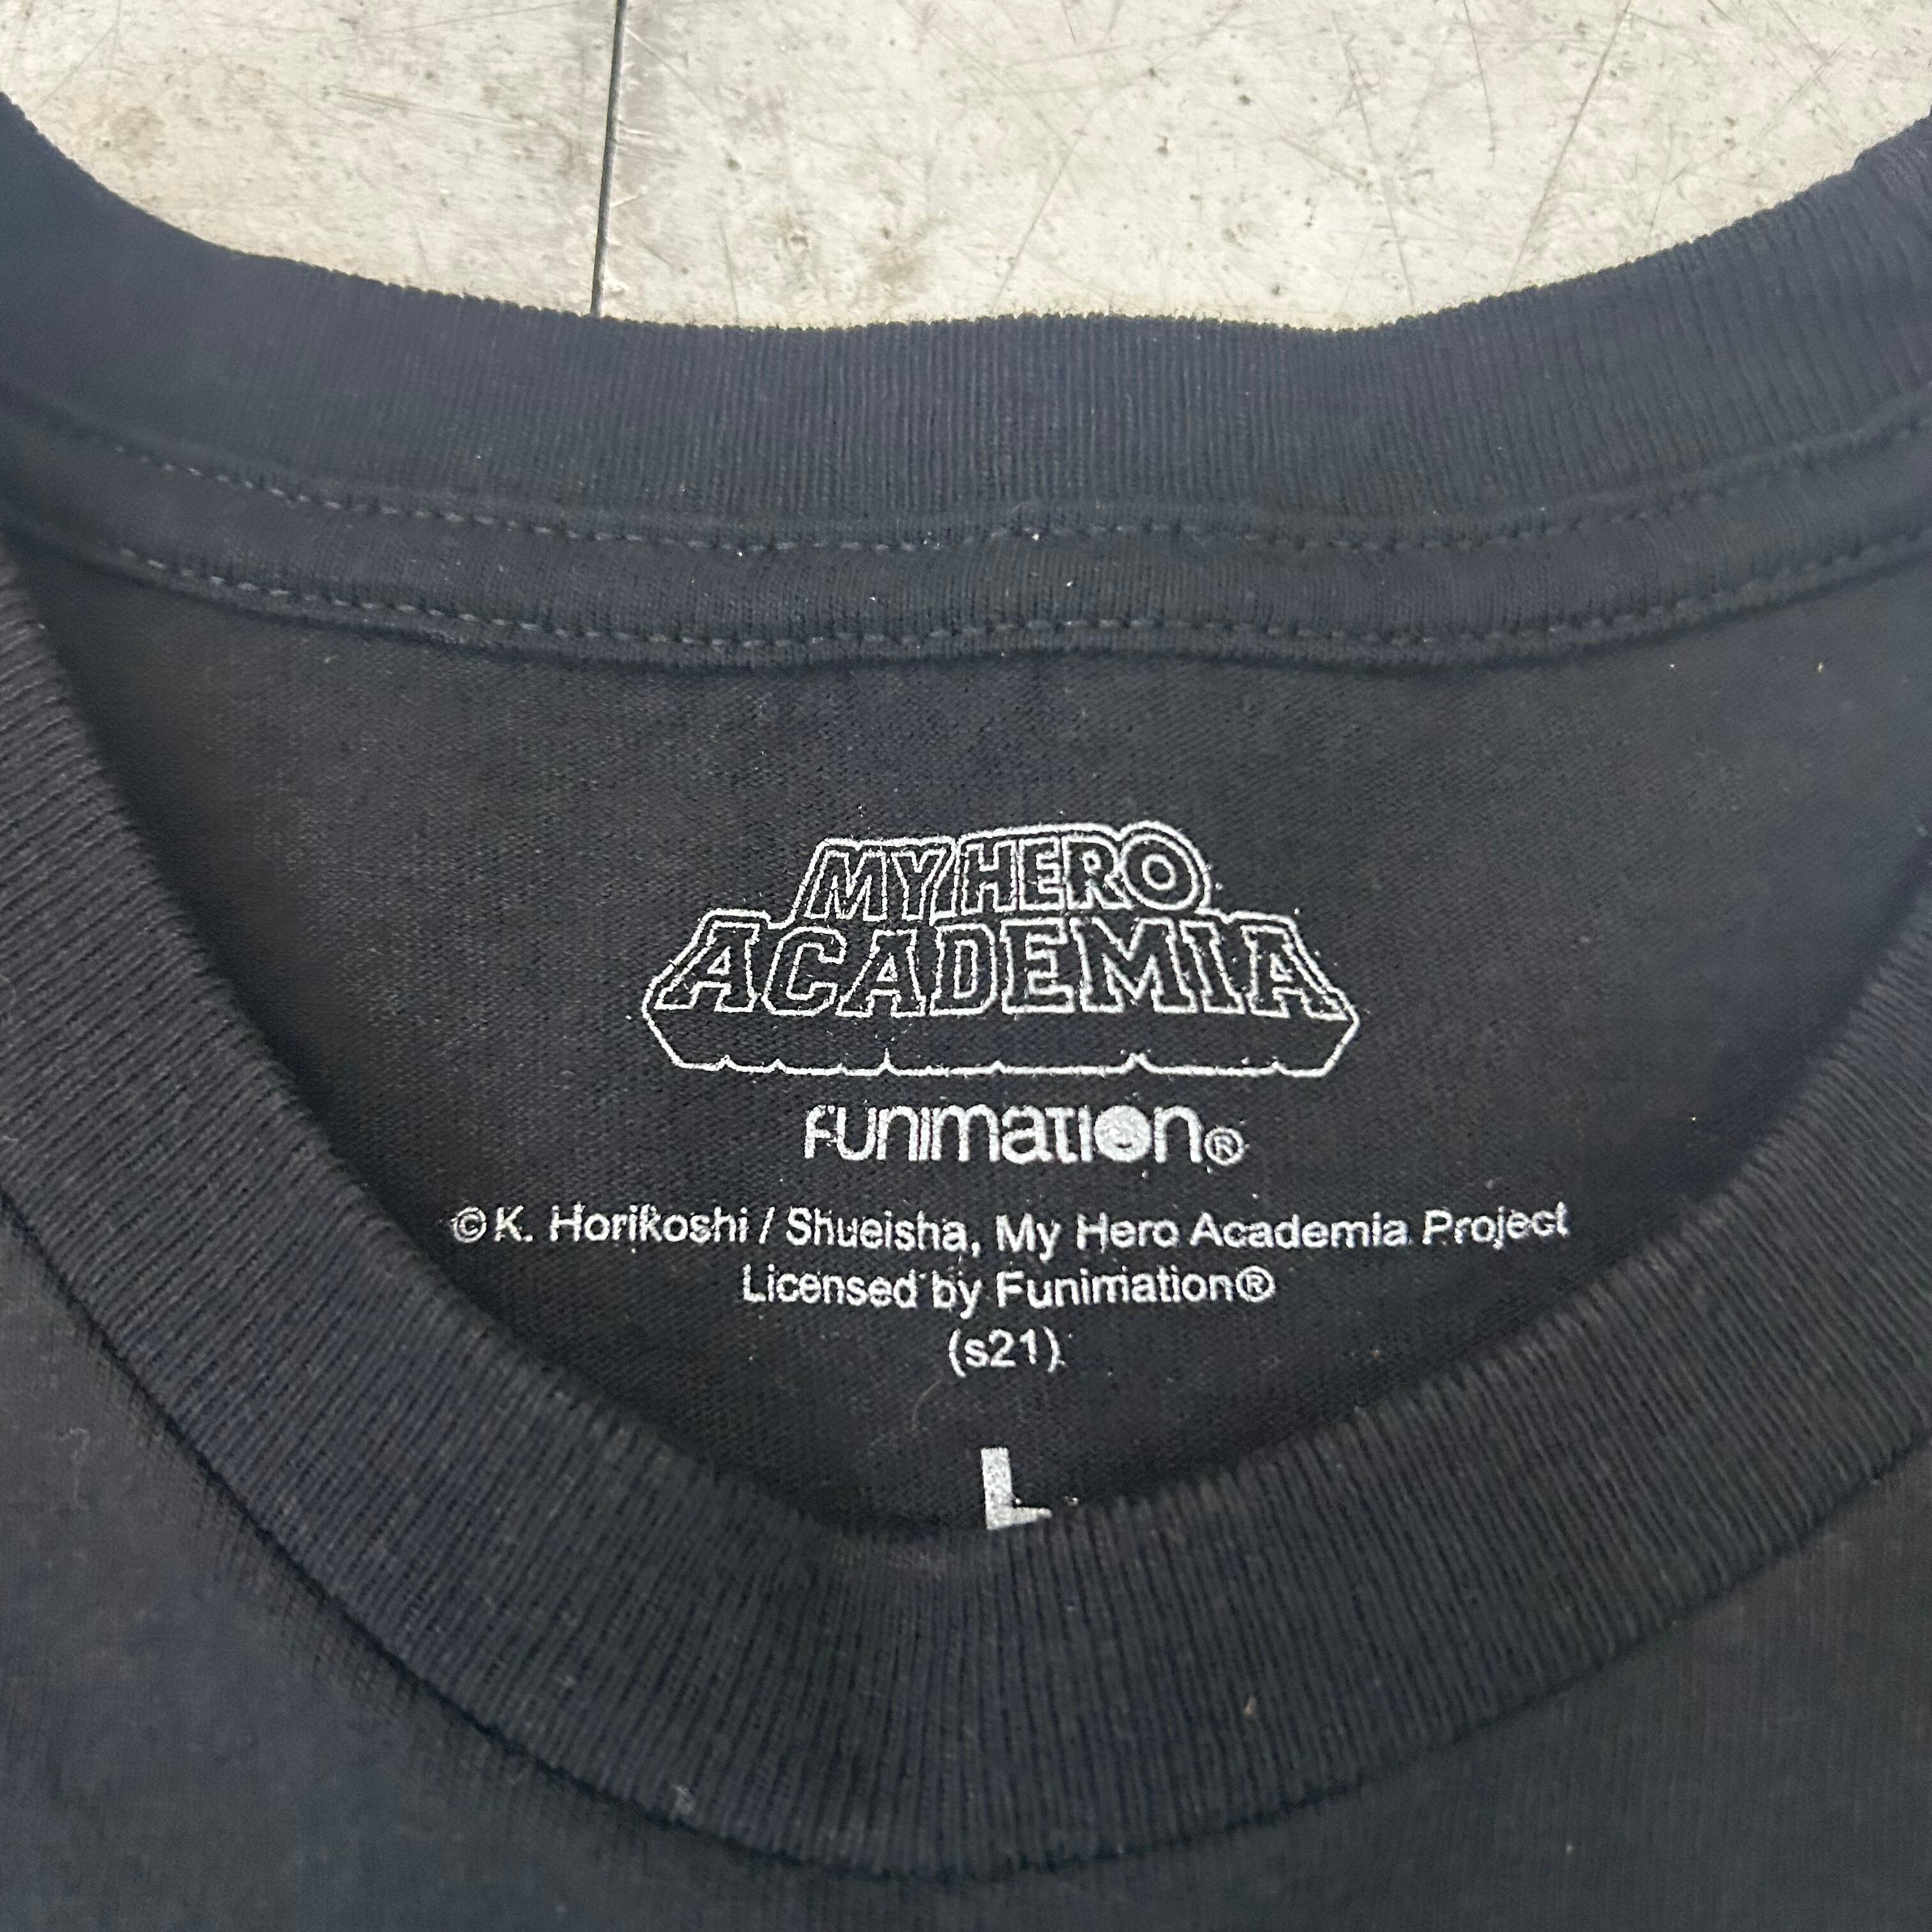 MY HERO
ACADEMIA
FUNIMATION®
©K. Horikoshi / Shueisha, My Hero Academia Project
Licensed by Funimation®
(s21)
L